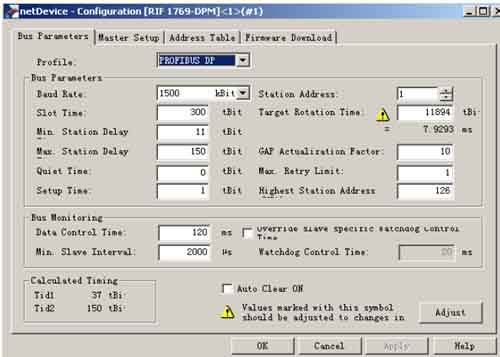 netDevice - Configuration [RIF 1769-DPM]<1>(#1)
Bus Parameters Master Setup Address Table Firmware Download
Profile: PROFIBUS DP
Bus Parameters
Baud Rate: 1500 kBit Station Address: 1
Slot Time: 300 tBit Target Rotation Time: 11894 tBi
Min. Station Delay 11 tBit = 7.9293 ms
Max. Station Delay 150 tBit GAP Actualization Factor: 10
Quiet Time: 0 tBit Max. Retry Limit: 1
Setup Time: 1 tBit Highest Station Address 126
Bus Monitoring
Data Control Time: 120 ms Override slave specific Watchdog Control
Time
Min. Slave Interval: 2000 µs Watchdog Control Time: 20 ms
Calculated Timing
Auto Clear ON
Tid1 37 tBi
Tid2 150 tBi
Values marked with this symbol
should be adjusted to changes in
Adjust
OK Cancel Apply Help